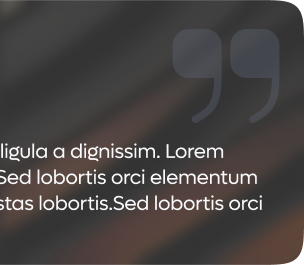 ligula a dignissim. Lorem
Sed lobortis orci elementum
stas lobortis.Sed lobortis orci